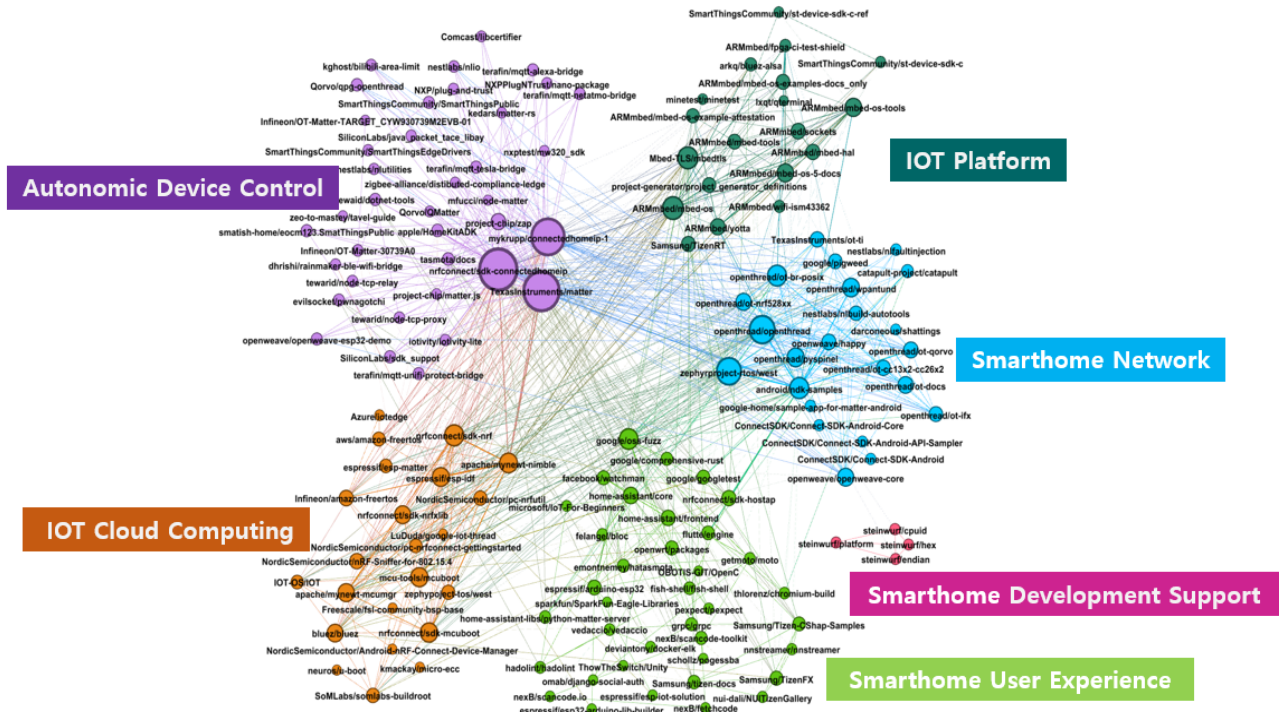 SmartThingsCommunity/st-device-sdk-c-ref
Comcast/libcertifier
ARMmbed/fpga-ci-test-shield
kghost/bilibili-area-limit
nestlabs/nlio
terafin/mqtt-alexa-bridge
arkq/bluez-alsa
SmartThingsCommunity/st-device-sdk-c
Qorvo/qpg-openthread
NXP/plug-and-trust
NXPPlugNTrust/nano-package
terafin/mqtt-netatmo-bridge
ARMmbed/mbed-os-examples-docs_only
SmartThingsCommunity/SmartThingsPublic
kedars/matter-rs
minetest/minetest
lxqt/qterminal
ARMmbed/mbed-os-tools
Infineon/OT-Matter-TARGET_CYW930739M2EVB-01
ARMmbed/mbed-os-example-attestation
SiliconLabs/java_packet_tace_libay
ARMmbed/sockets
SmartThingsCommunity/SmartThingsEdgeDrivers
nxptest/mw320_sdk
ARMmbed/mbed-tools
ARMmbed/mbed-hal
IOT Platform
nestlabs/nlutilities
terafin/mqtt-tesla-bridge
Mbed-TLS/mbedtls
ARMmbed/mbed-os-5-docs
Autonomic Device Control
zigbee-alliance/distibuted-compliance-ledge
project-generator/project_generator_definitions
tewaid/dotnet-tools
mfucci/node-matter
zeo-to-mastey/tavel-guide
Qorvo/QMatter
ARMmbed/mbed-os
ARMmbed/wifi-ism43362
project-chip/zap
smatish-home/eocm123.SmatThingsPublic
apple/HomeKitADK
mykrupp/connectedhomeip-1
ARMmbed/yotta
Samsung/TizenRT
TexasInstruments/ot-ti
Infineon/OT-Matter-30739A0
tasmota/docs
nestlabs/nlfaultinjection
dhrishi/rainmaker-ble-wifi-bridge
nrfconnect/sdk-connectedhomeip
google/pigweed
openthread/ot-br-posix
catapult-project/catapult
tewarid/node-tcp-relay
project-chip/matter.js
TexasInstruments/matter
openthread/wpantund
evilsocket/pwnagotchi
openthread/ot-nrf528xx
tewarid/node-tcp-proxy
nestlabs/nlbuild-autotools
openthread/openthread
darconeous/shattings
openweave/openweave-esp32-demo
iotivity/iotivity-lite
openweave/happy
openthread/ot-qorvo
SiliconLabs/sdk_suppot
openthread/pyspinel
Smarthome Network
terafin/mqtt-unifi-protect-bridge
zephyrproject-rtos/west
openthread/ot-cc13x2-cc26x2
android/ndk-samples
openthread/ot-docs
google-home/sample-app-for-matter-android
openthread/ot-ifx
Azure/iotedge
ConnectSDK/Connect-SDK-Android-Core
aws/amazon-freertos
nrfconnect/sdk-nrf
google/oss-fuzz
ConnectSDK/Connect-SDK-Android-API-Sampler
espressif/esp-matter
apache/mynewt-nimble
google/comprehensive-rust
ConnectSDK/Connect-SDK-Android
espressif/esp-idf
facebook/watchman
google/googletest
openweave/openweave-core
Infineon/amazon-freertos
NordicSemiconductor/pc-nrfutil
home-assistant/core
nrfconnect/sdk-hostap
microsoft/IoT-For-Beginners
nrfconnect/sdk-nrfxlib
home-assistant/frontend
IOT Cloud Computing
LuDuda/google-iot-thread
felangel/bloc
flutte/engine
steinwurf/cpuid
NordicSemiconductor/pc-nrfconnect-gettingstarted
openwrt/packages
steinwurf/platform
steinwurf/hex
NordicSemiconductor/nRF-Sniffer-for-802.15.4
emontnemey/hatasmota
getmoto/moto
steinwurf/endian
IOT-OS/IOT
mcu-tools/mcuboot
OBOTIS-GIT/OpenC
apache/mynewt-mcumgr
zephypoject-tos/west
espressif/arduino-esp32
fish-shell/fish-shell
thlorenz/chromium-build
Smarthome Development Support
Freescale/fsl-community-bsp-base
sparkfun/SparkFun-Eagle-Libraries
pexpect/pexpect
home-assistant-libs/python-matter-server
bluez/bluez
nrfconnect/sdk-mcuboot
vedaccio/vedaccio
grpc/grpc
Samsung/Tizen-CShap-Samples
nexB/scancode-toolkit
NordicSemiconductor/Android-nRF-Connect-Device-Manager
deviantony/docker-elk
nnstreamer/nnstreamer
neuros/u-boot
kmackay/micro-ecc
hadolint/hadolint
ThowTheSwitch/Unity
schollz/pogessba
omab/django-social-auth
Samsung/tizen-docs
Samsung/TizenFX
Smarthome User Experience
SoMLabs/somlabs-buildroot
nexB/scancode.io
espressif/esp-iot-solution
nui-dali/NUITizenGallery
espressif/esp32-arduino-lib-builder
nexB/fetchcode